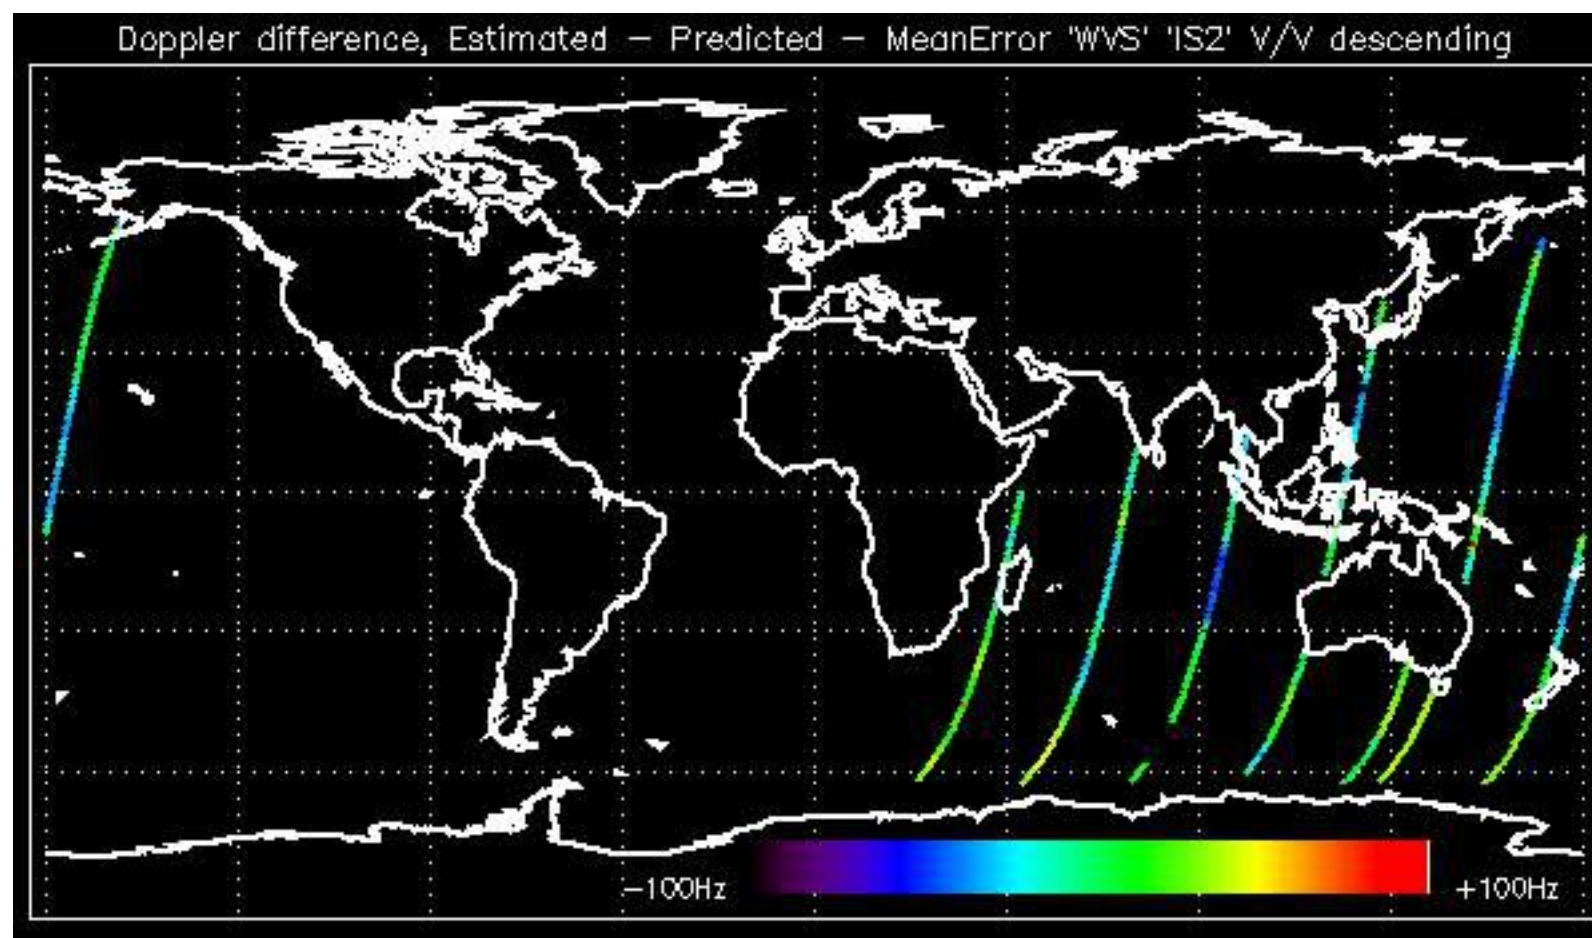 Doppler difference, Estimated – Predicted – MeanError 'WVS' 'IS2' V/V descending
–100Hz +100Hz